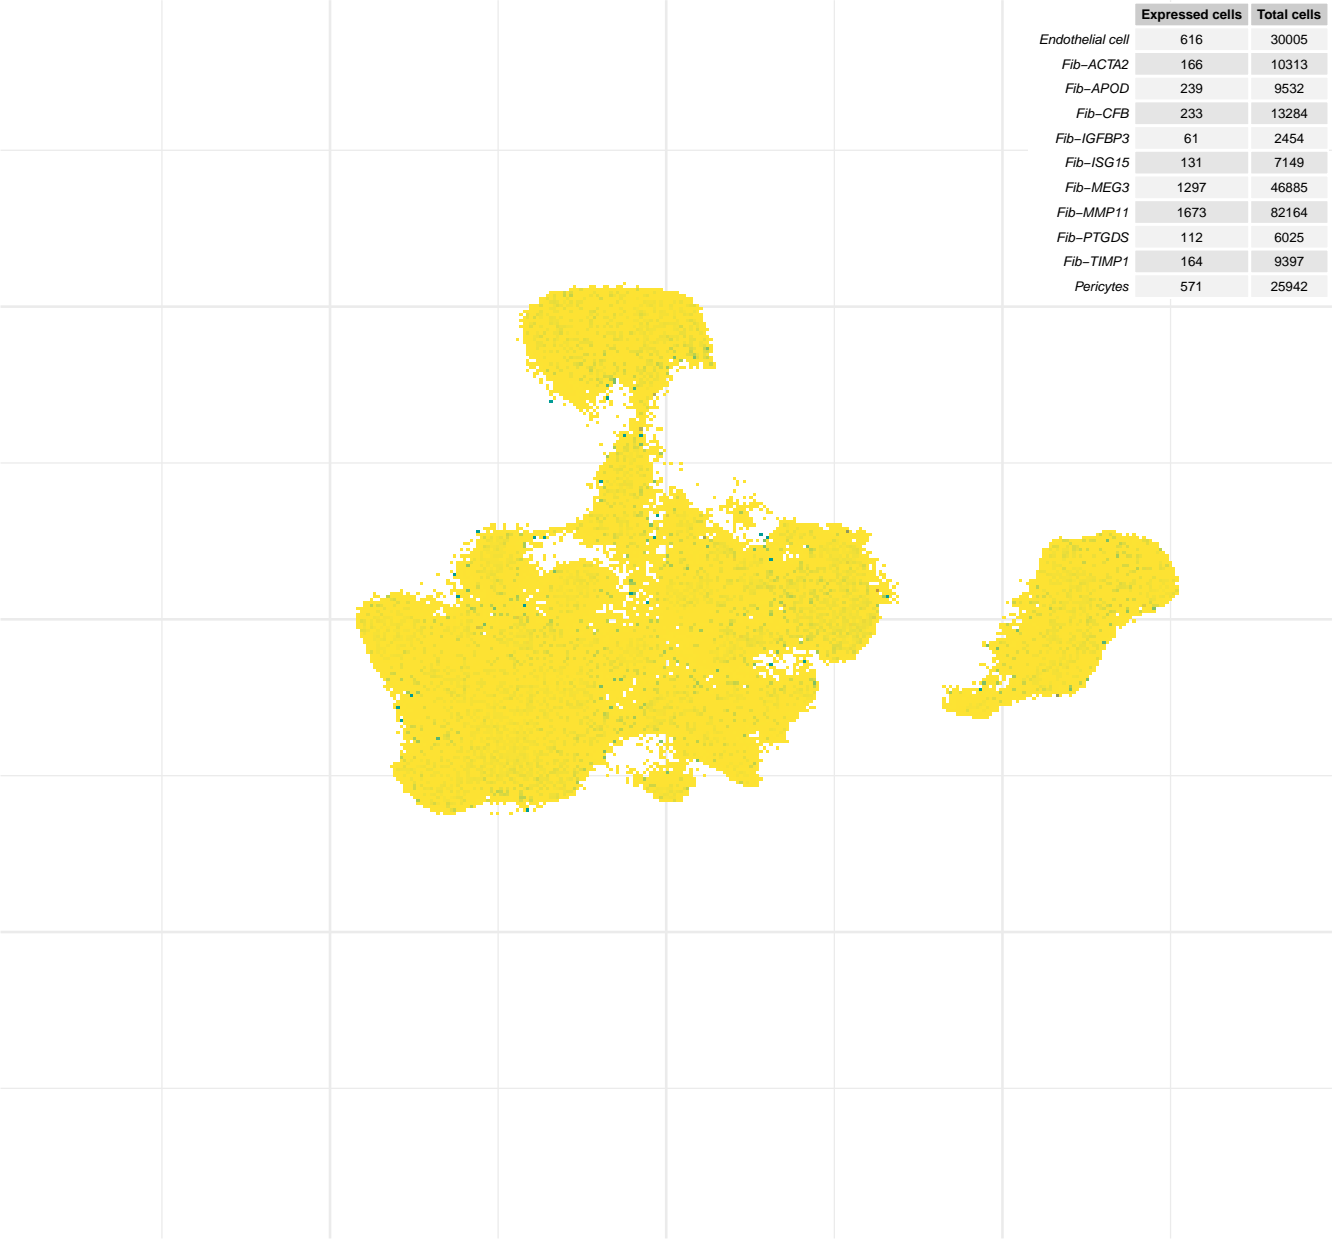 Expressed cells Total cells
Endothelial cell 616 30005
Fib−ACTA2 166 10313
Fib−APOD 239 9532
Fib−CFB 233 13284
Fib−IGFBP3 61 2454
Fib−ISG15 131 7149
Fib−MEG3 1297 46885
Fib−MMP11 1673 82164
Fib−PTGDS 112 6025
Fib−TIMP1 164 9397
Pericytes 571 25942